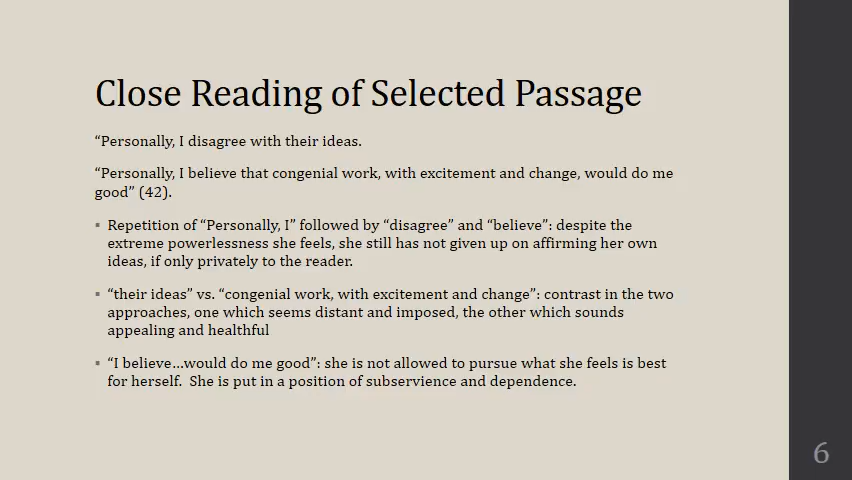 Close Reading of Selected Passage
“Personally, I disagree with their ideas.
“Personally, I believe that congenial work, with excitement and change, would do me
good” (42).
▪ Repetition of “Personally, I” followed by “disagree” and “believe”: despite the
extreme powerlessness she feels, she still has not given up on affirming her own
ideas, if only privately to the reader.
▪ “their ideas” vs. “congenial work, with excitement and change”: contrast in the two
approaches, one which seems distant and imposed, the other which sounds
appealing and healthful
▪ “I believe…would do me good”: she is not allowed to pursue what she feels is best
for herself.  She is put in a position of subservience and dependence.
6